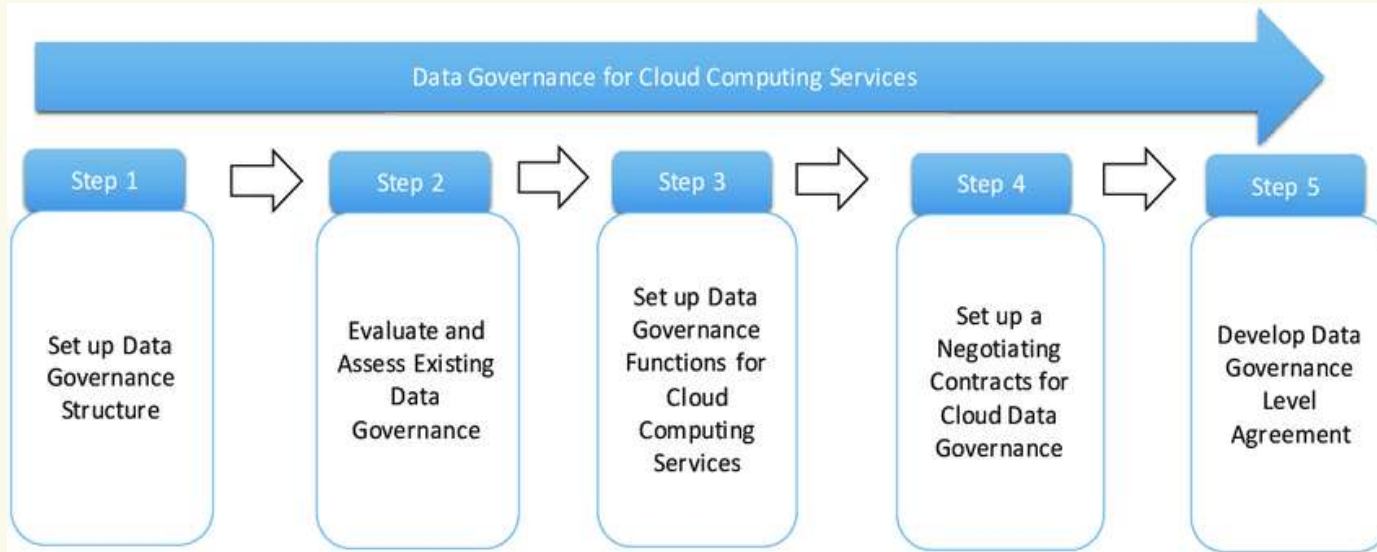 Data Governance for Cloud Computing Services
Step 1
Set up Data
Governance
Structure
Step 2
Evaluate and
Assess Existing
Data
Governance
Step 3
Set up Data
Governance
Functions for
Cloud
Computing
Services
Step 4
Set up a
Negotiating
Contracts for
Cloud Data
Governance
Step 5
Develop Data
Governance
Level
Agreement